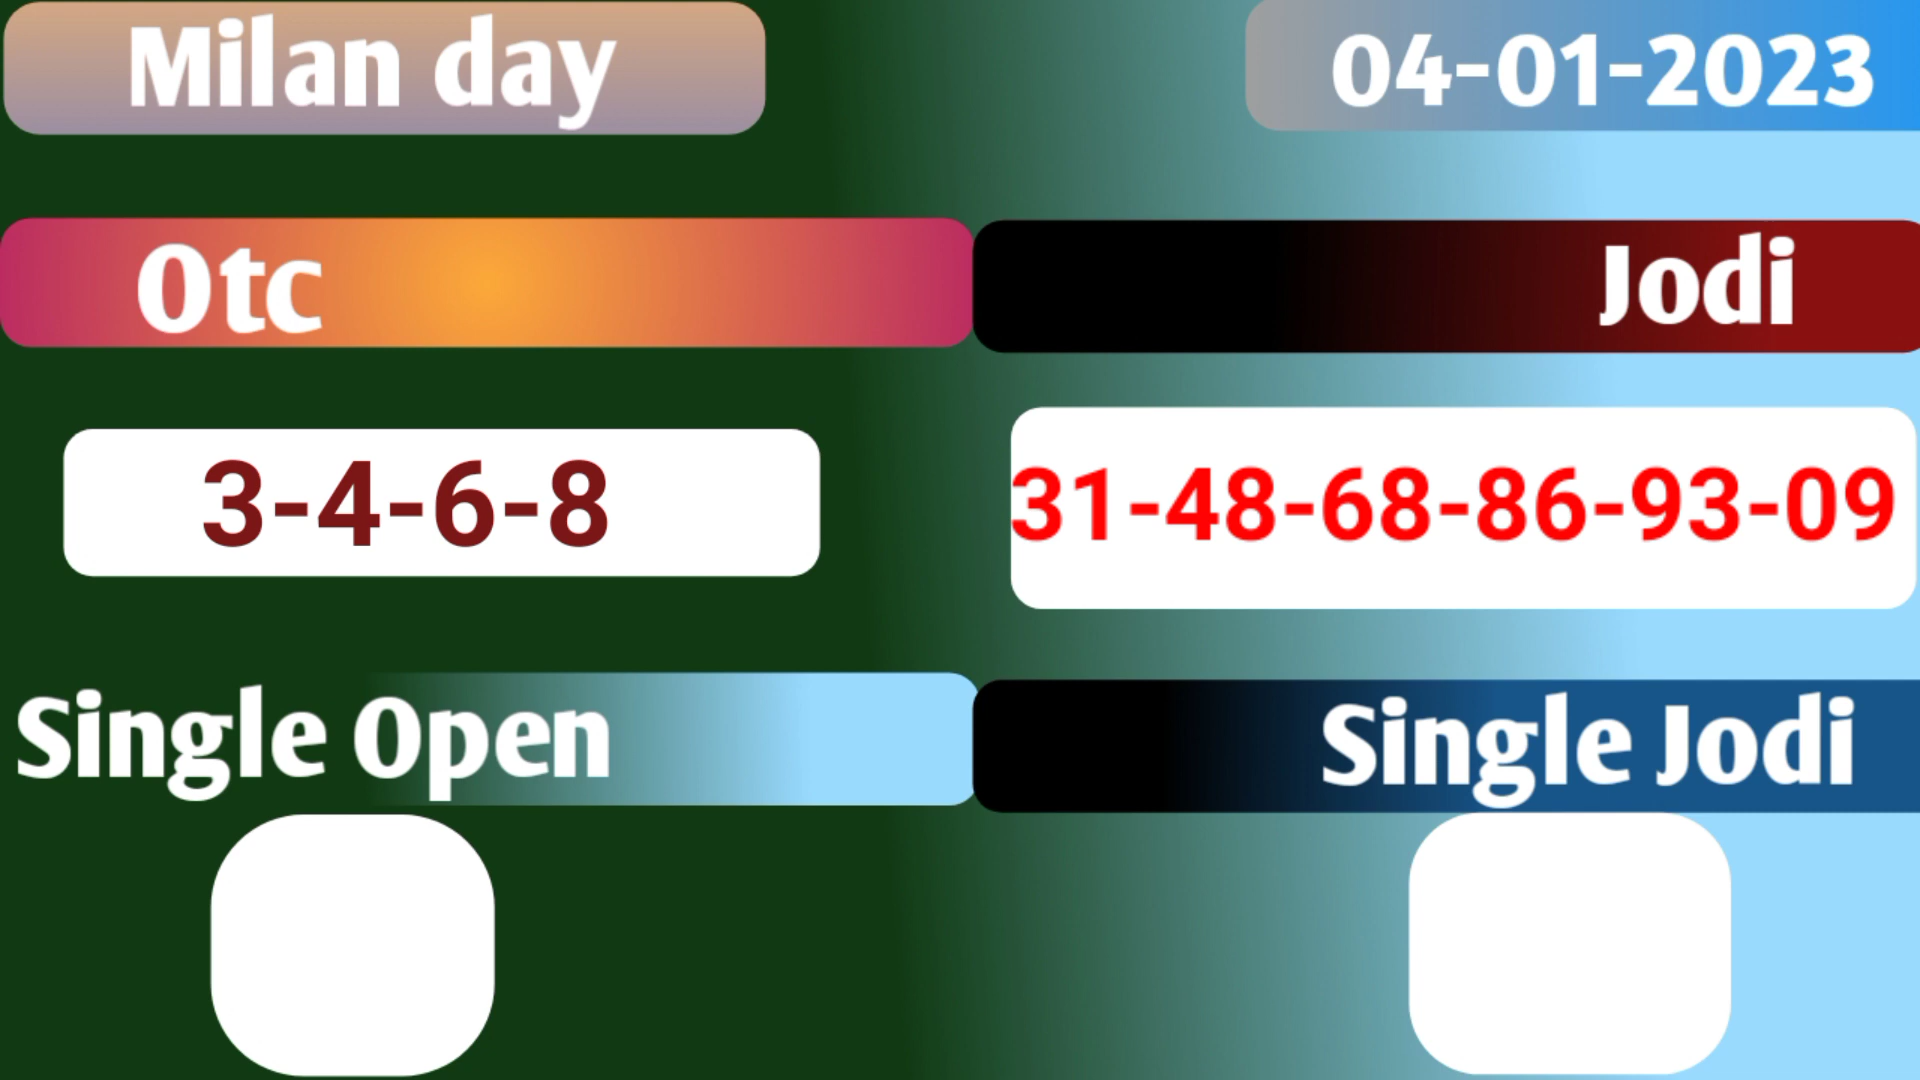 Milan day
04-01-2023
Otc
Jodi
3-4-6-8
31-48-68-86-93-09
Single Open
Single Jodi